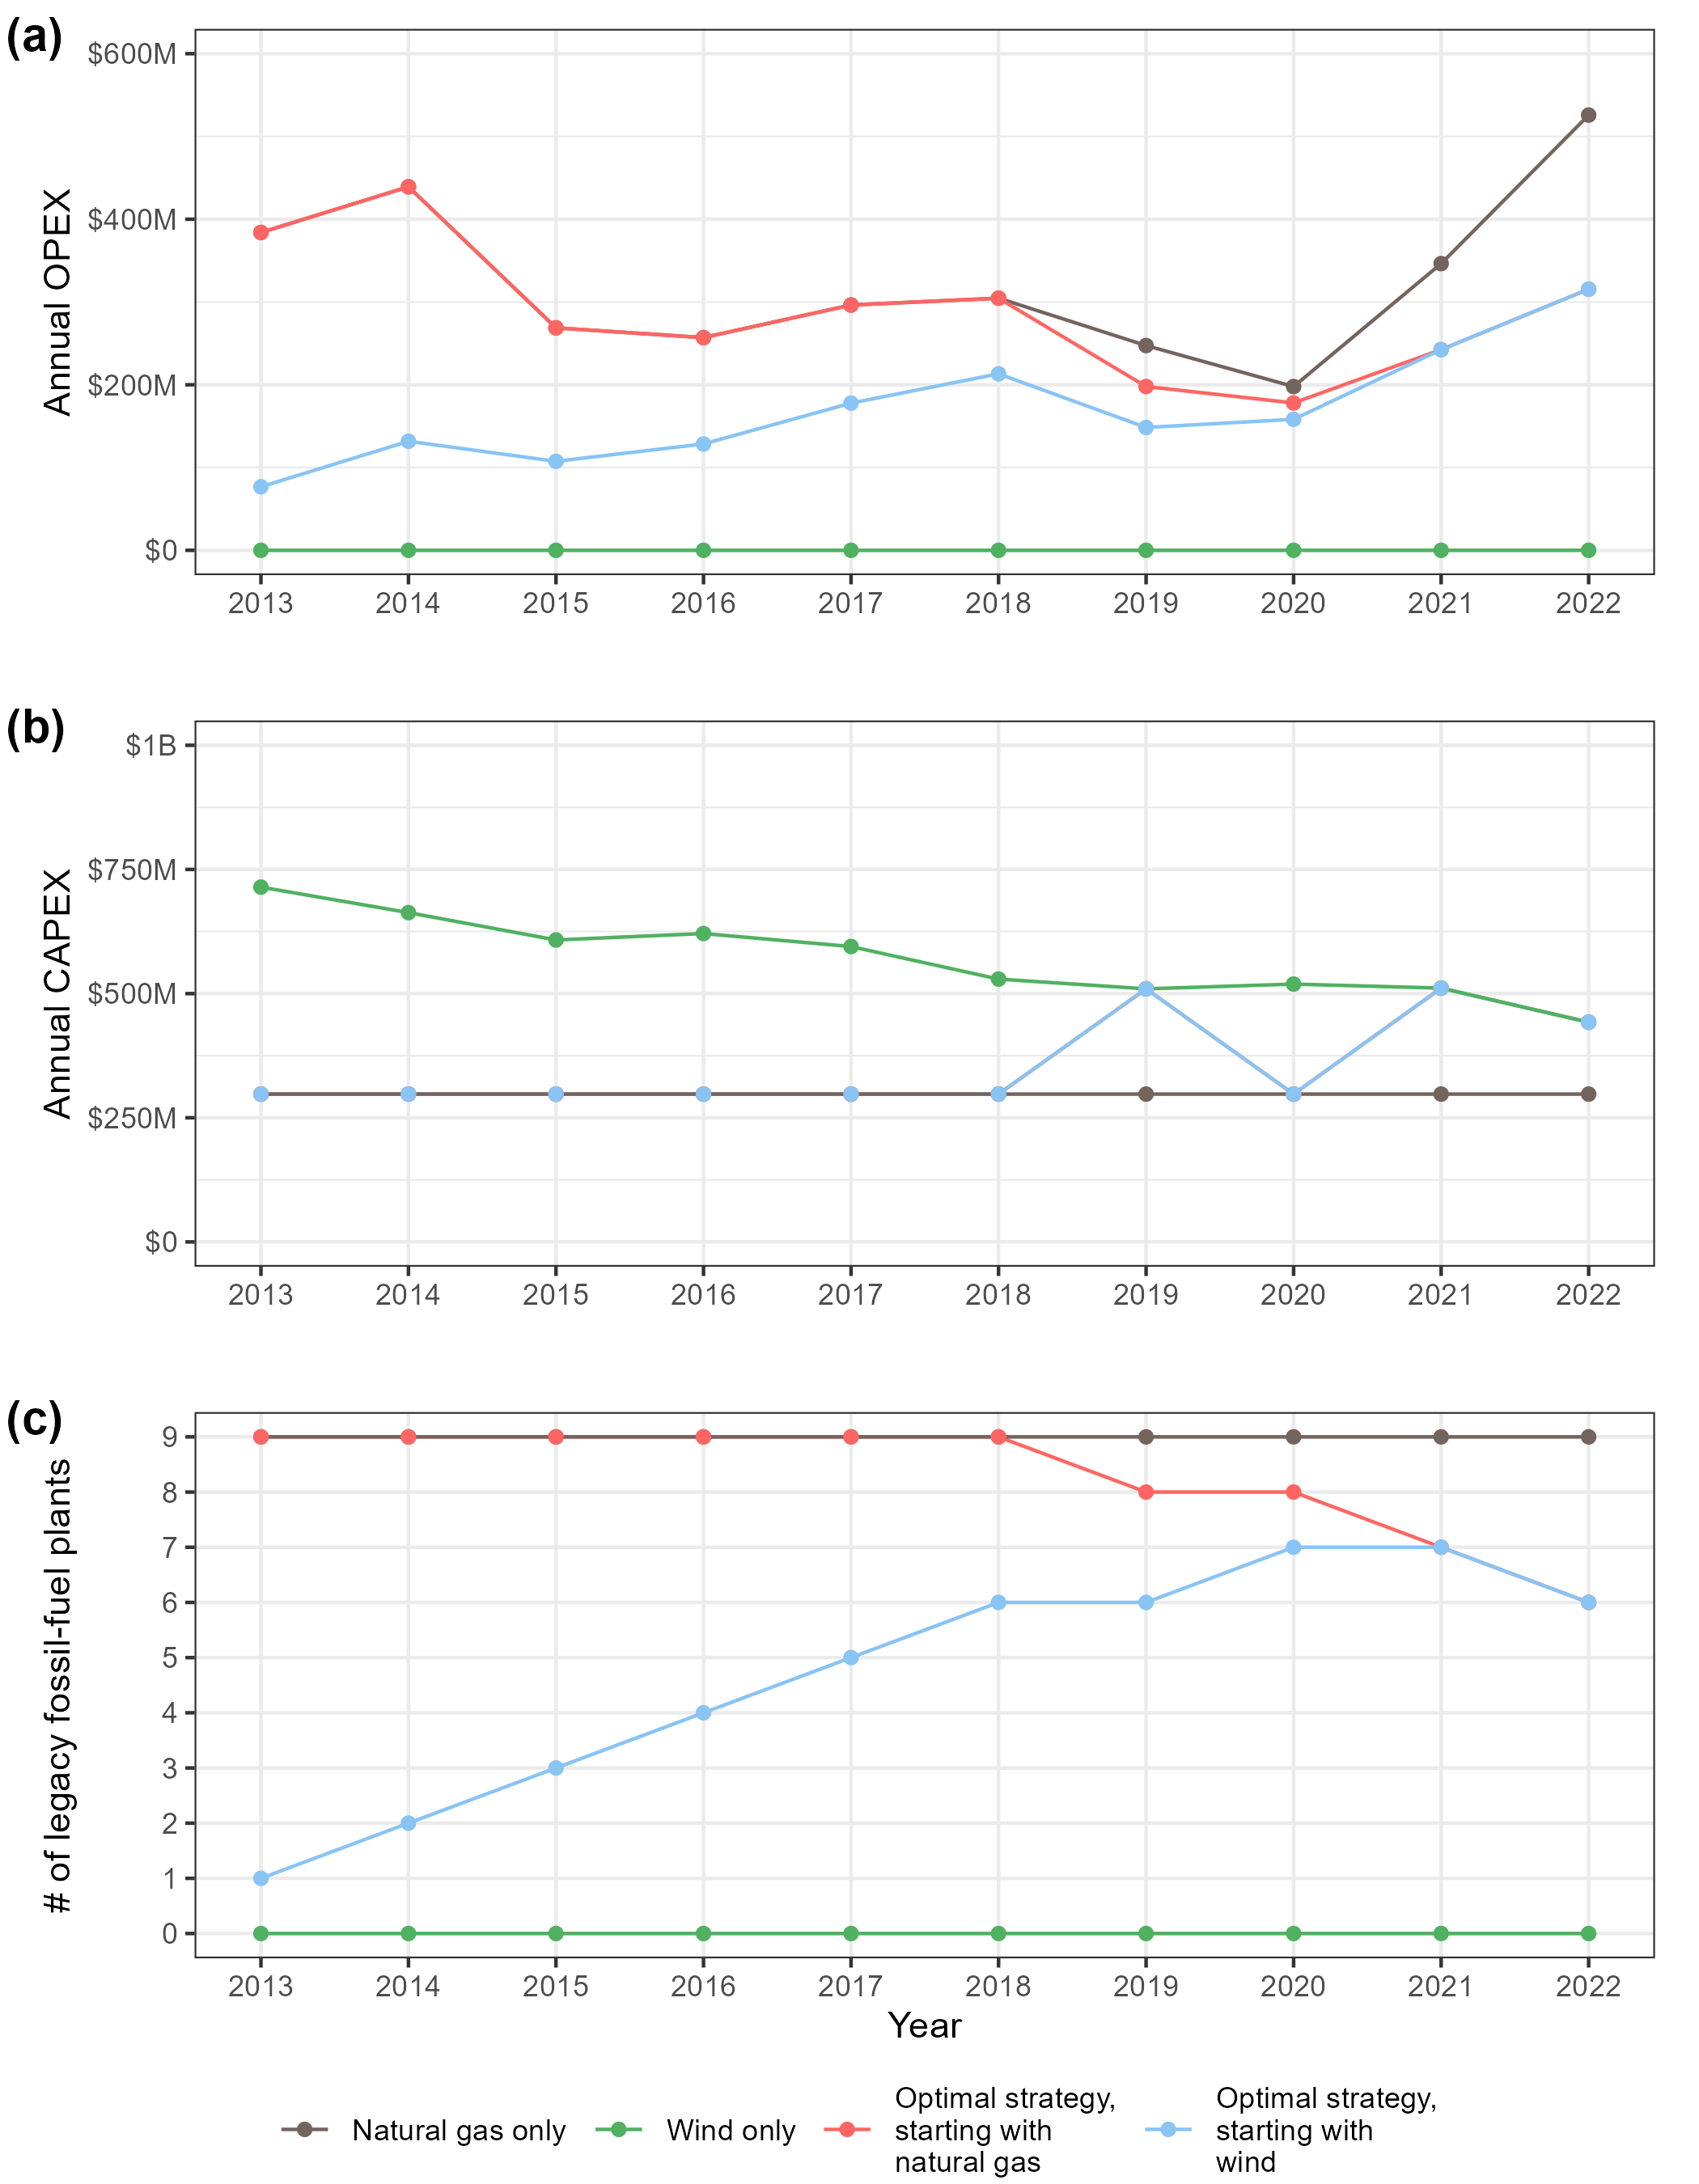 (a)
$600M
$400M
$200M
$0
Annual OPEX
2013 2014 2015 2016 2017 2018 2019 2020 2021 2022
(b)
$1B
$750M
$500M
$250M
$0
Annual CAPEX
2013 2014 2015 2016 2017 2018 2019 2020 2021 2022
(c)
9
8
7
6
5
4
3
2
1
0
# of legacy fossil-fuel plants
2013 2014 2015 2016 2017 2018 2019 2020 2021 2022
Year
Natural gas only
Wind only
Optimal strategy,
starting with
natural gas
Optimal strategy,
starting with
wind